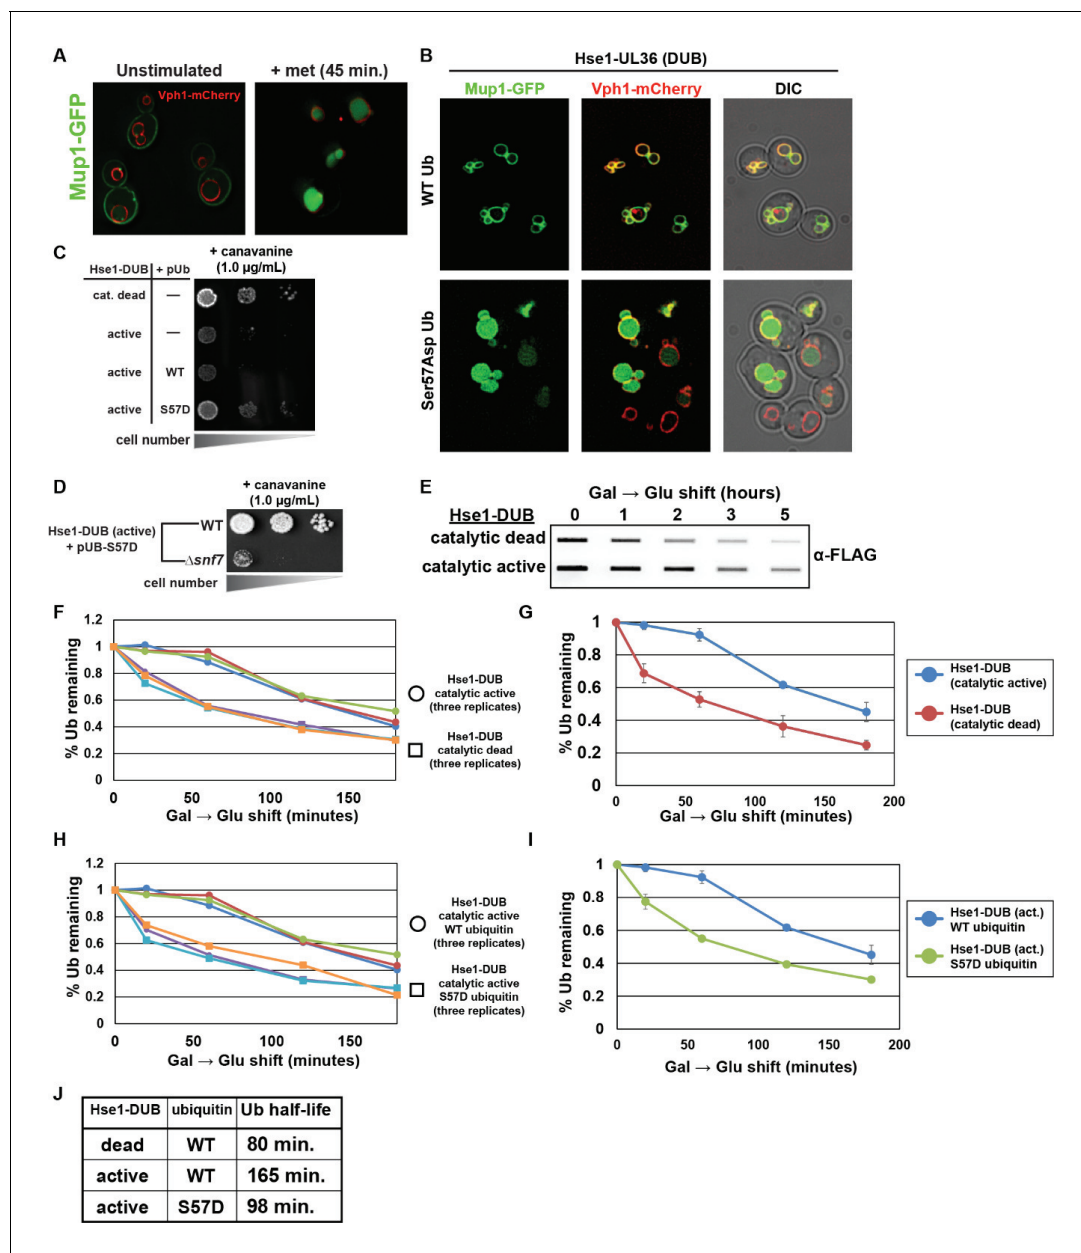 A
Unstimulated
+ met (45 min.)
Mup1-GFP
Vph1-mCherry
B
Hse1-UL36 (DUB)
Mup1-GFP
Vph1-mCherry
DIC
WT Ub
Ser57Asp Ub
C
+ canavanine
(1.0 µg/mL)
Hse1-DUB + pUb
cat. dead —
active —
active WT
active S57D
cell number
D
+ canavanine
(1.0 µg/mL)
Hse1-DUB (active)
+ pUB-S57D
WT
Δsnf7
cell number
E
Gal → Glu shift (hours)
Hse1-DUB 0 1 2 3 5
catalytic dead
catalytic active
α-FLAG
F
% Ub remaining
1.2
1
0.8
0.6
0.4
0.2
0
0 50 100 150
Gal → Glu shift (minutes)
Hse1-DUB
catalytic active
(three replicates)
Hse1-DUB
catalytic dead
(three replicates)
G
% Ub remaining
1
0.8
0.6
0.4
0.2
0
0 50 100 150 200
Gal → Glu shift (minutes)
Hse1-DUB
(catalytic active)
Hse1-DUB
(catalytic dead)
H
% Ub remaining
1.2
1
0.8
0.6
0.4
0.2
0
0 50 100 150
Gal → Glu shift (minutes)
Hse1-DUB
catalytic active
WT ubiquitin
(three replicates)
Hse1-DUB
catalytic active
S57D ubiquitin
(three replicates)
I
% Ub remaining
1
0.8
0.6
0.4
0.2
0
0 50 100 150 200
Gal → Glu shift (minutes)
Hse1-DUB (act.)
WT ubiquitin
Hse1-DUB (act.)
S57D ubiquitin
J
Hse1-DUB ubiquitin Ub half-life
dead WT 80 min.
active WT 165 min.
active S57D 98 min.